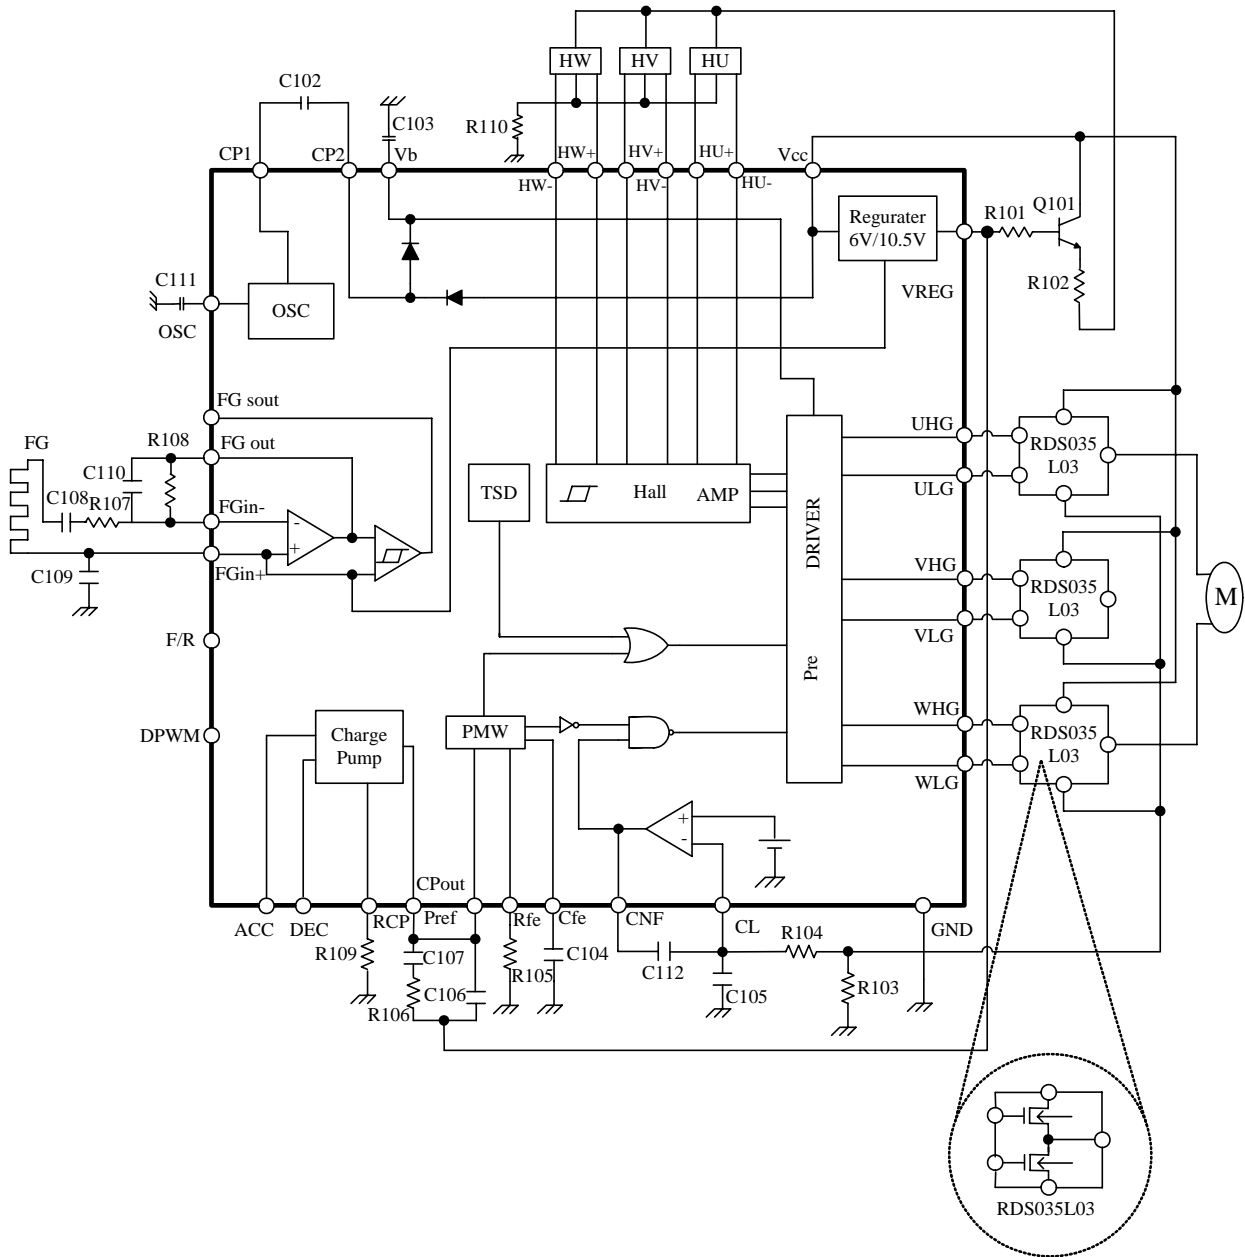 HW
HV
HU
C102
C103
R110
CP1
CP2
Vb
HW+
HV+
HU+
Vcc
HW-
HV-
HU-
Regurater
6V/10.5V
R101
Q101
R102
VREG
C111
OSC
OSC
FG sout
FG
R108
FG out
C110
C108
R107
FGin-
-
+
FGin+
C109
TSD
Hall
AMP
DRIVER
Pre
UHG
ULG
RDS035
L03
VHG
VLG
RDS035
L03
M
F/R
DPWM
Charge
Pump
PMW
WHG
WLG
RDS035
L03
+
-
CPout
ACC
DEC
RCP
Pref
Rfe
Cfe
CNF
CL
GND
R109
C107
C106
R106
R105
C104
C112
C105
R104
R103
RDS035L03